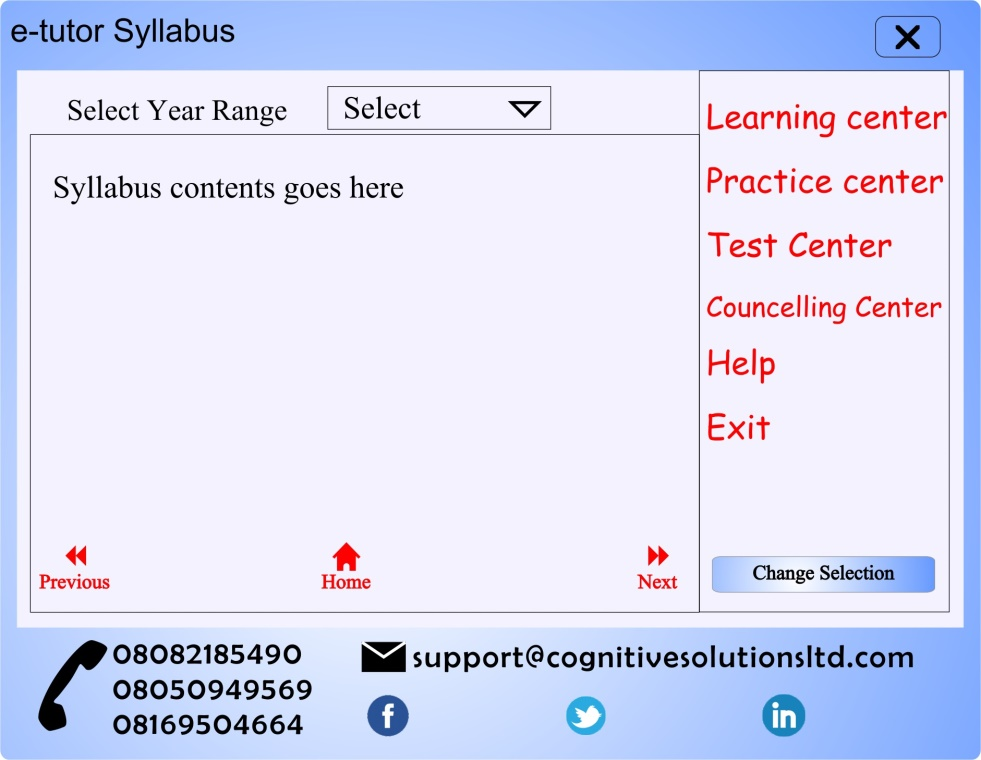 e-tutor Syllabus
Select Year Range
Select
Syllabus contents goes here
Previous
Home
Next
Learning center
Practice center
Test Center
Councelling Center
Help
Exit
Change Selection
08082185490
08050949569
08169504664
support@cognitivesolutionsltd.com
f
in